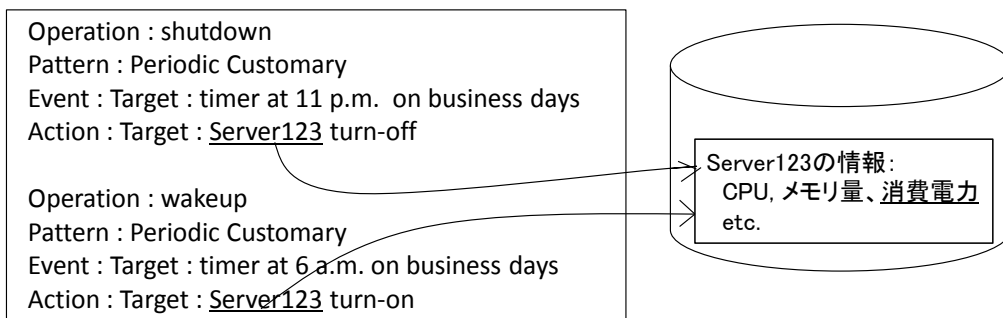 Operation : shutdown
Pattern : Periodic Customary
Event : Target : timer at 11 p.m. on business days
Action : Target : Server123 turn-off
Operation : wakeup
Pattern : Periodic Customary
Event : Target : timer at 6 a.m. on business days
Action : Target : Server123 turn-on
Server123の情報:
CPU, メモリ量、消費電力
etc.